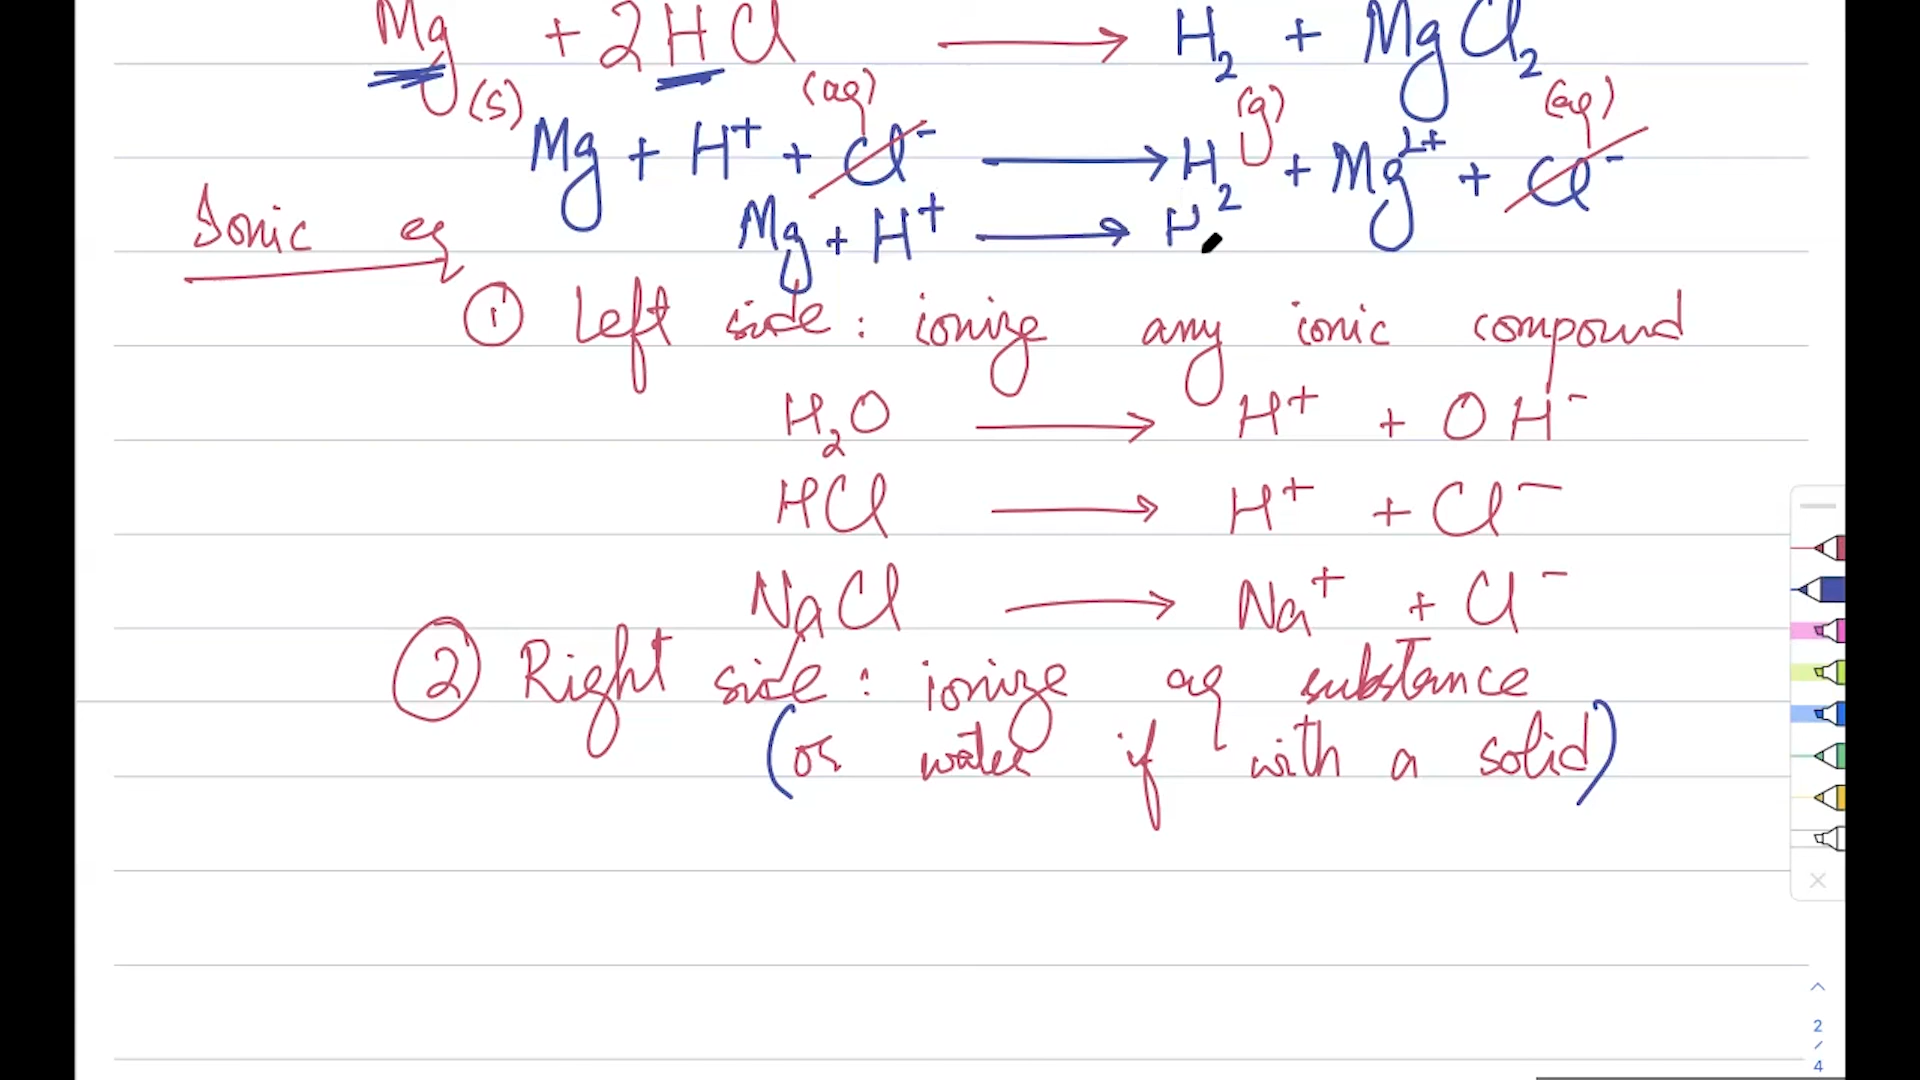 Mg(s) + 2HCl(aq) → H₂(g) + MgCl₂(aq)
Mg + H⁺ + Cl⁻ → H₂ + Mg²⁺ + Cl⁻
Ionic eq Mg + H⁺ → H
① Left side : ionize any ionic compound
H₂O → H⁺ + OH⁻
HCl → H⁺ + Cl⁻
NaCl → Na⁺ + Cl⁻
② Right side : ionize aq substance
(or water if with a solid)
2
/
4